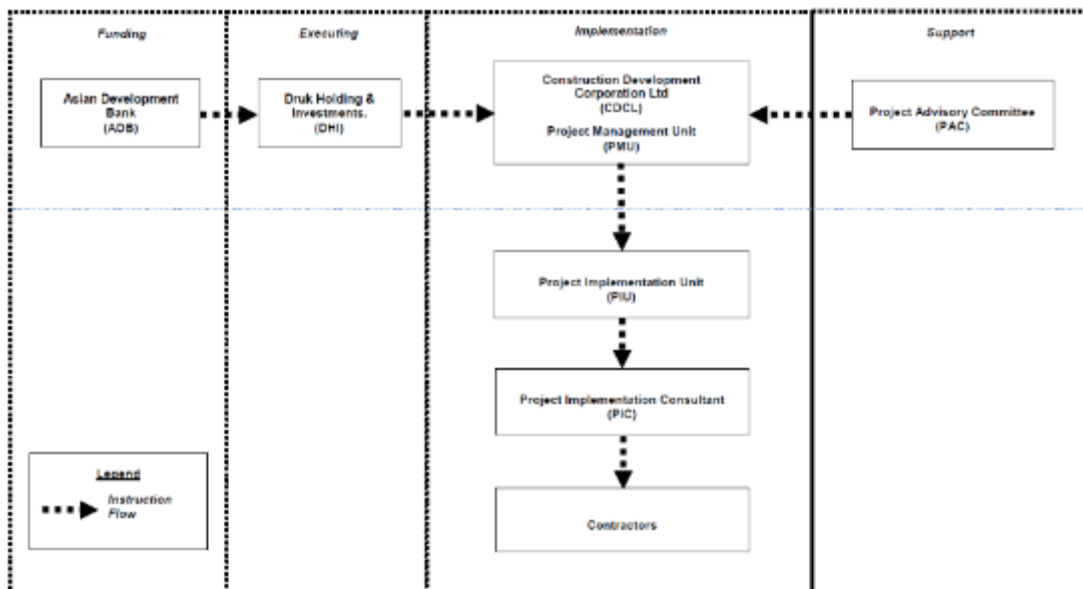 Funding
Executing
Implementation
Support
Asian Development
Bank
(ADB)
Druk Holding &
Investments.
(DHI)
Construction Development
Corporation Ltd
(CDCL)
Project Management Unit
(PMU)
Project Advisory Committee
(PAC)
Project Implementation Unit
(PIU)
Project Implementation Consultant
(PIC)
Contractors
Legend
Instruction
Flow